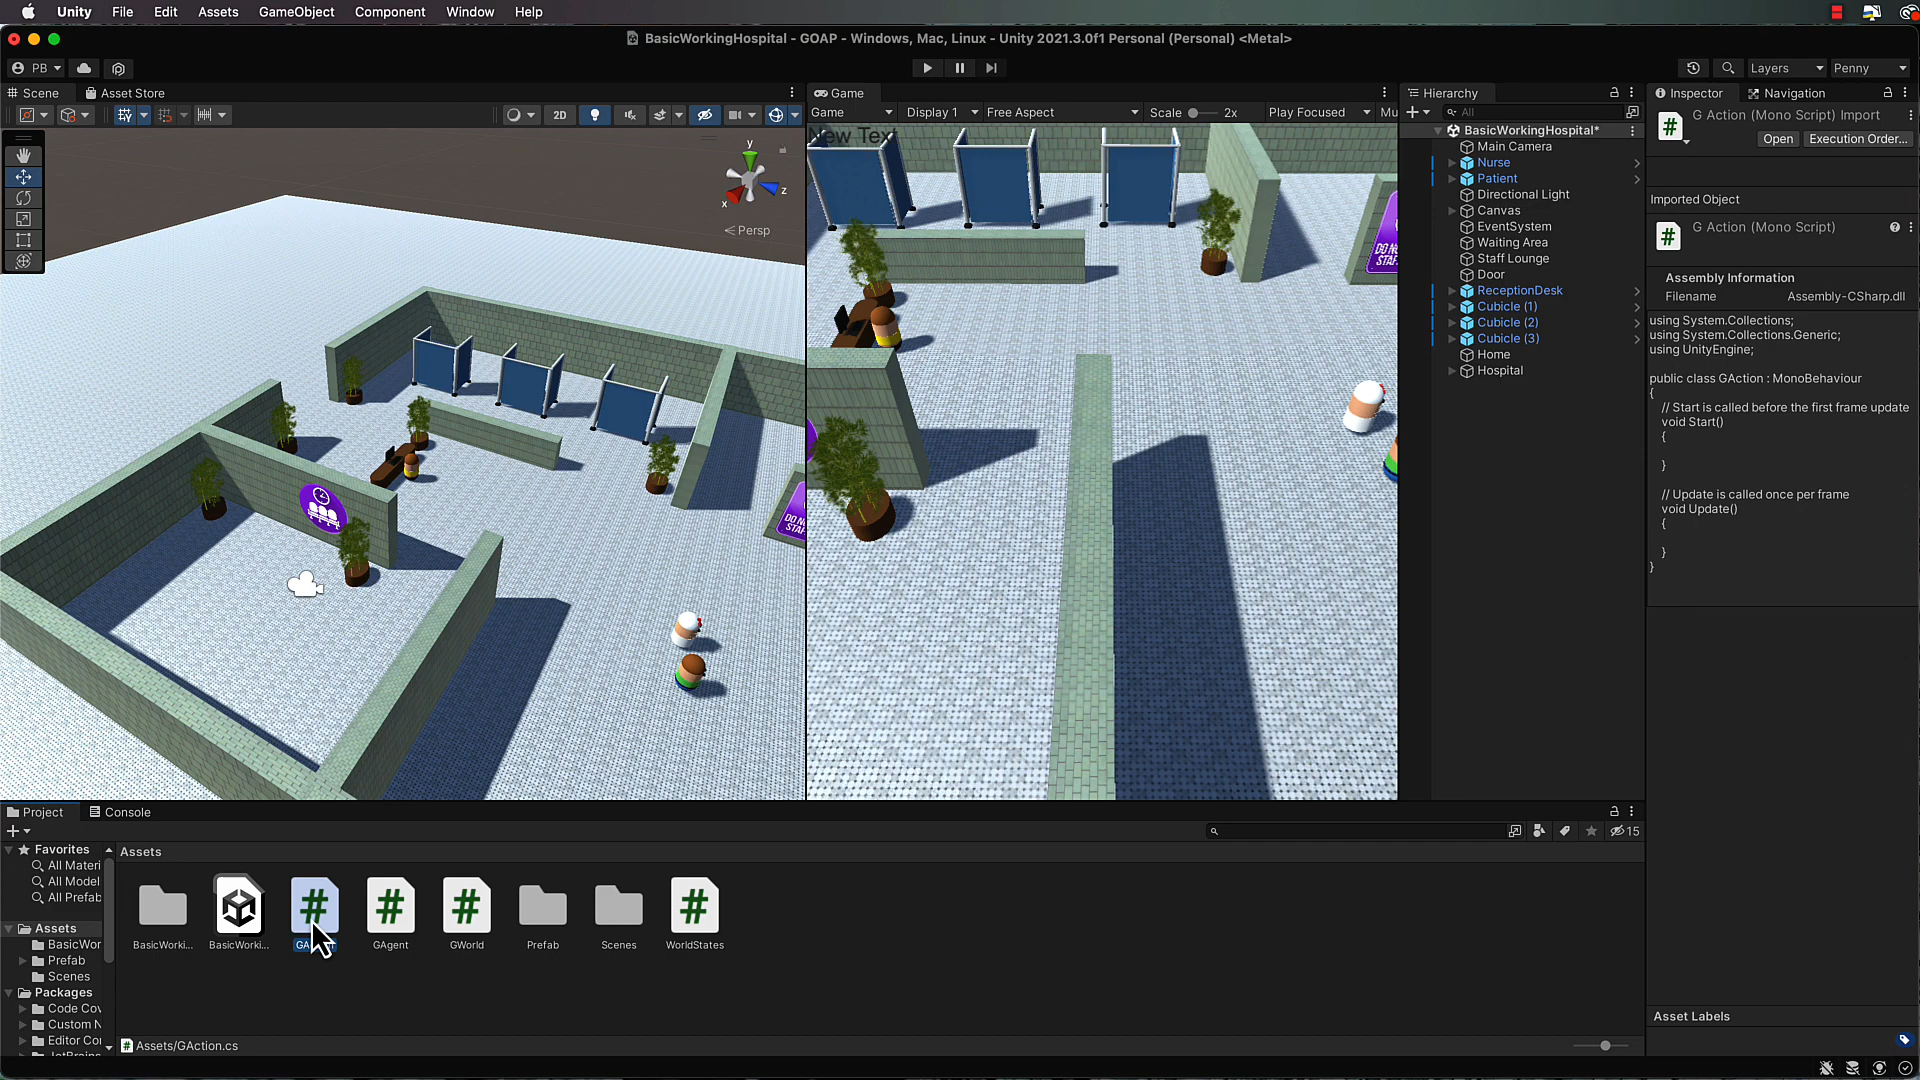 Unity File Edit Assets GameObject Component Window Help
BasicWorkingHospital - GOAP - Windows, Mac, Linux - Unity 2021.3.0f1 Personal (Personal) <Metal>
PB
Layers
Penny
Scene
Asset Store
2D
y
z
x
Persp
Game
Game
Display 1
Free Aspect
Scale
2x
Play Focused
Mu
New Text
Hierarchy
All
BasicWorkingHospital*
Main Camera
Nurse
Patient
Directional Light
Canvas
EventSystem
Waiting Area
Staff Lounge
Door
ReceptionDesk
Cubicle (1)
Cubicle (2)
Cubicle (3)
Home
Hospital
Inspector
Navigation
G Action (Mono Script) Import
Open
Execution Order...
Imported Object
G Action (Mono Script)
Assembly Information
Filename
Assembly-CSharp.dll
using System.Collections;
using System.Collections.Generic;
using UnityEngine;
public class GAction : MonoBehaviour
{
// Start is called before the first frame update
void Start()
{
}
// Update is called once per frame
void Update()
{
}
}
Asset Labels
Project
Console
15
Favorites
All Materi
All Model
All Prefab
Assets
BasicWor
Prefab
Scenes
Packages
Code Cov
Custom N
Editor Cor
Assets
BasicWorki...
BasicWorki...
GAgent
GWorld
Prefab
Scenes
WorldStates
Assets/GAction.cs